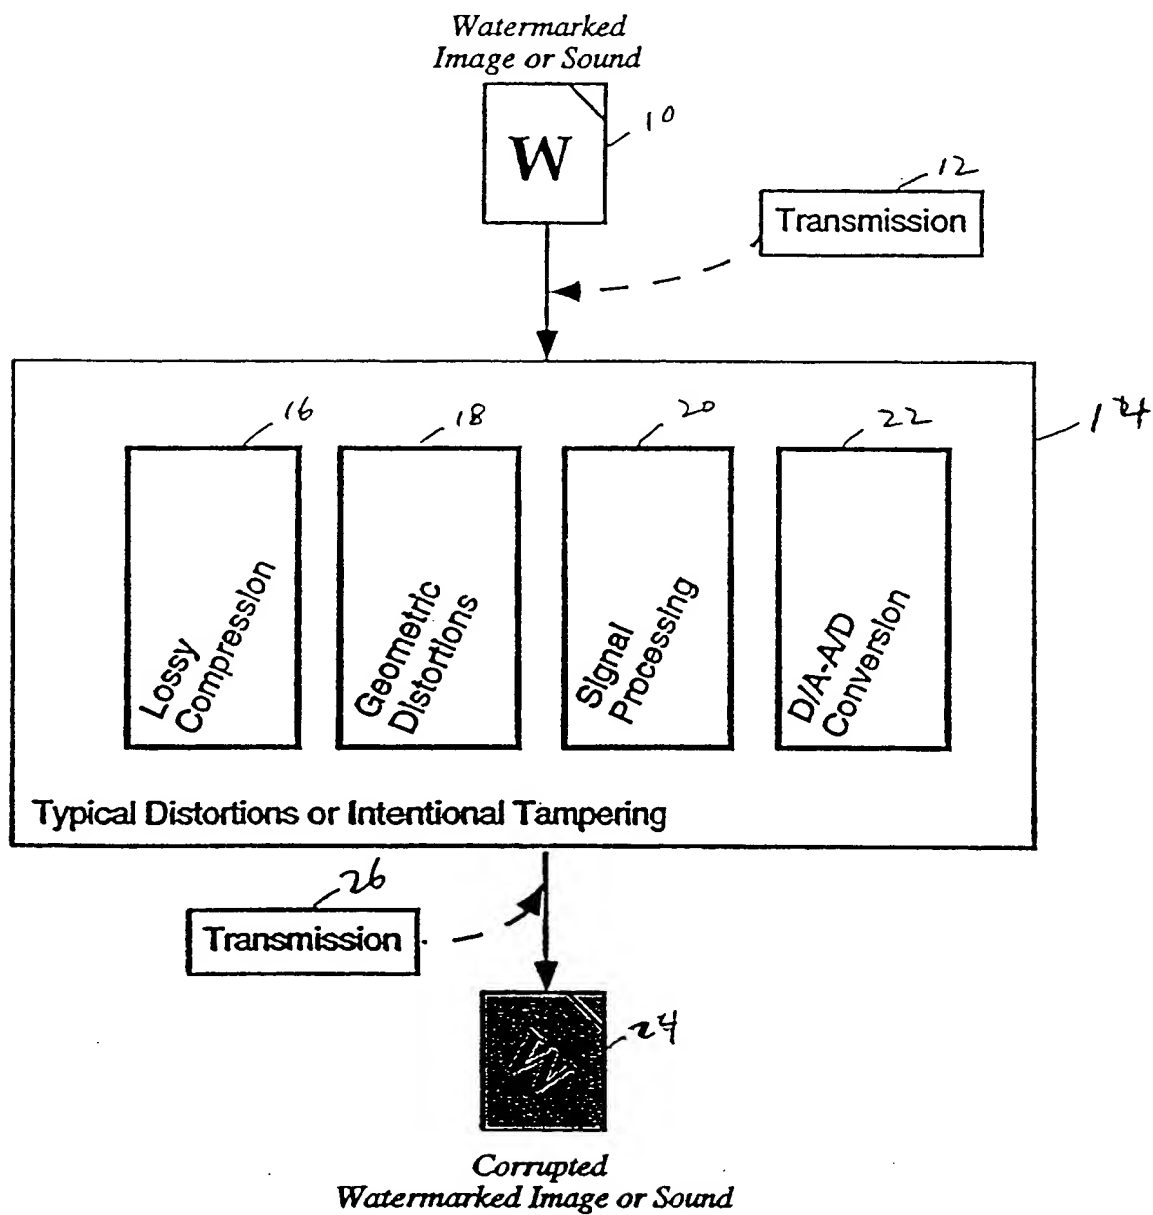 Watermarked
Image or Sound
W
10
12
Transmission
16
18
20
22
14
Lossy
Compression
Geometric
Distortions
Signal
Processing
D/A-A/D
Conversion
Typical Distortions or Intentional Tampering
26
Transmission
W
24
Corrupted
Watermarked Image or Sound